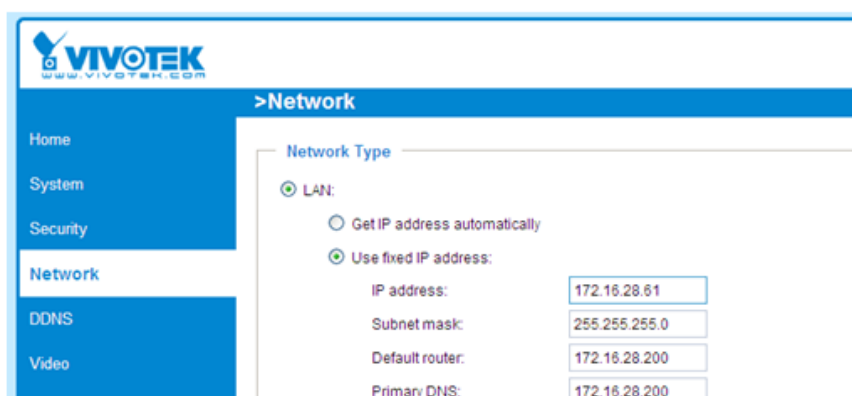 VIVOTEK
www.vivotek.com
>Network
Home
System
Security
Network
DDNS
Video
Network Type
LAN:
Get IP address automatically
Use fixed IP address:
IP address: 172.16.28.61
Subnet mask: 255.255.255.0
Default router: 172.16.28.200
Primary DNS: 172.16.28.200